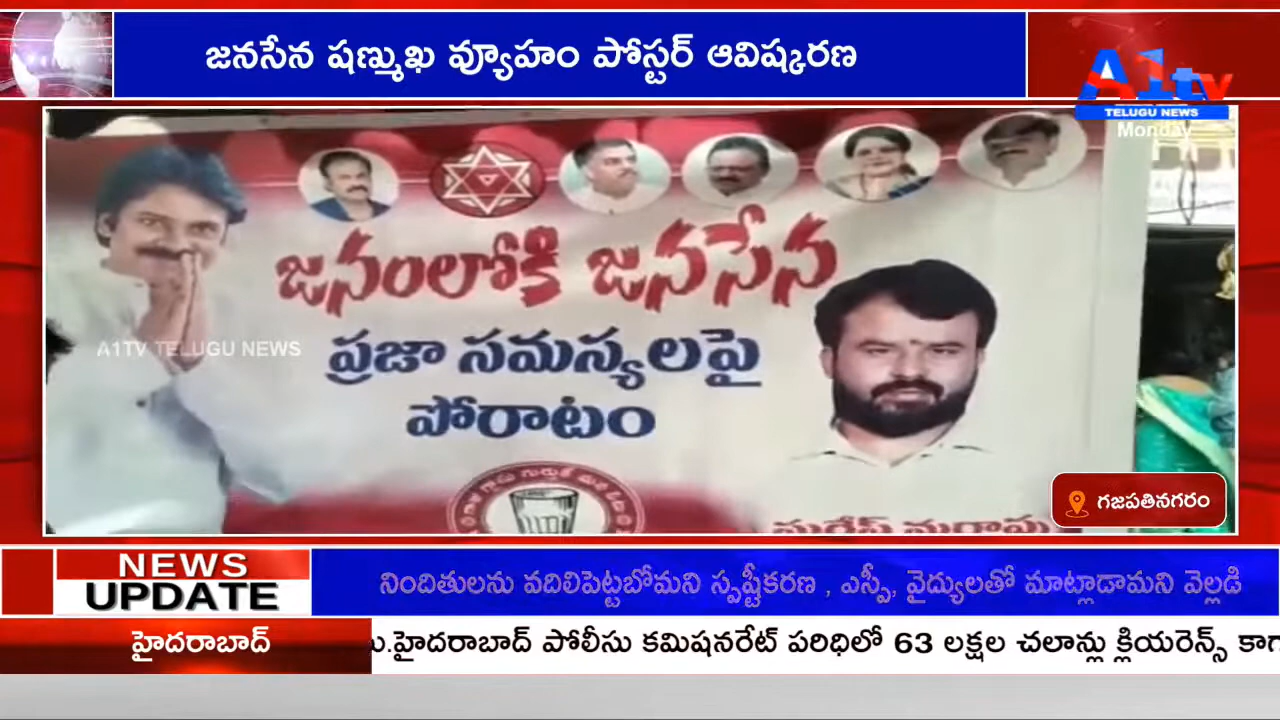 జనసేన షణ్ముఖ వ్యూహం పోస్టర్ ఆవిష్కరణ
A1tv
TELUGU NEWS
Monday
జనంలోకి జనసేన
ప్రజా సమస్యలపై
పోరాటం
A1TV TELUGU NEWS
గజపతినగరం
NEWS
UPDATE
నిందితులను వదిలిపెట్టబోమని స్పష్టీకరణ , ఎస్పీ, వైద్యులతో మాట్లాడామని వెల్లడి
హైదరాబాద్
.హైదరాబాద్ పోలీసు కమిషనరేట్ పరిధిలో 63 లక్షల చలాన్లు క్లియరెన్స్ కాగ